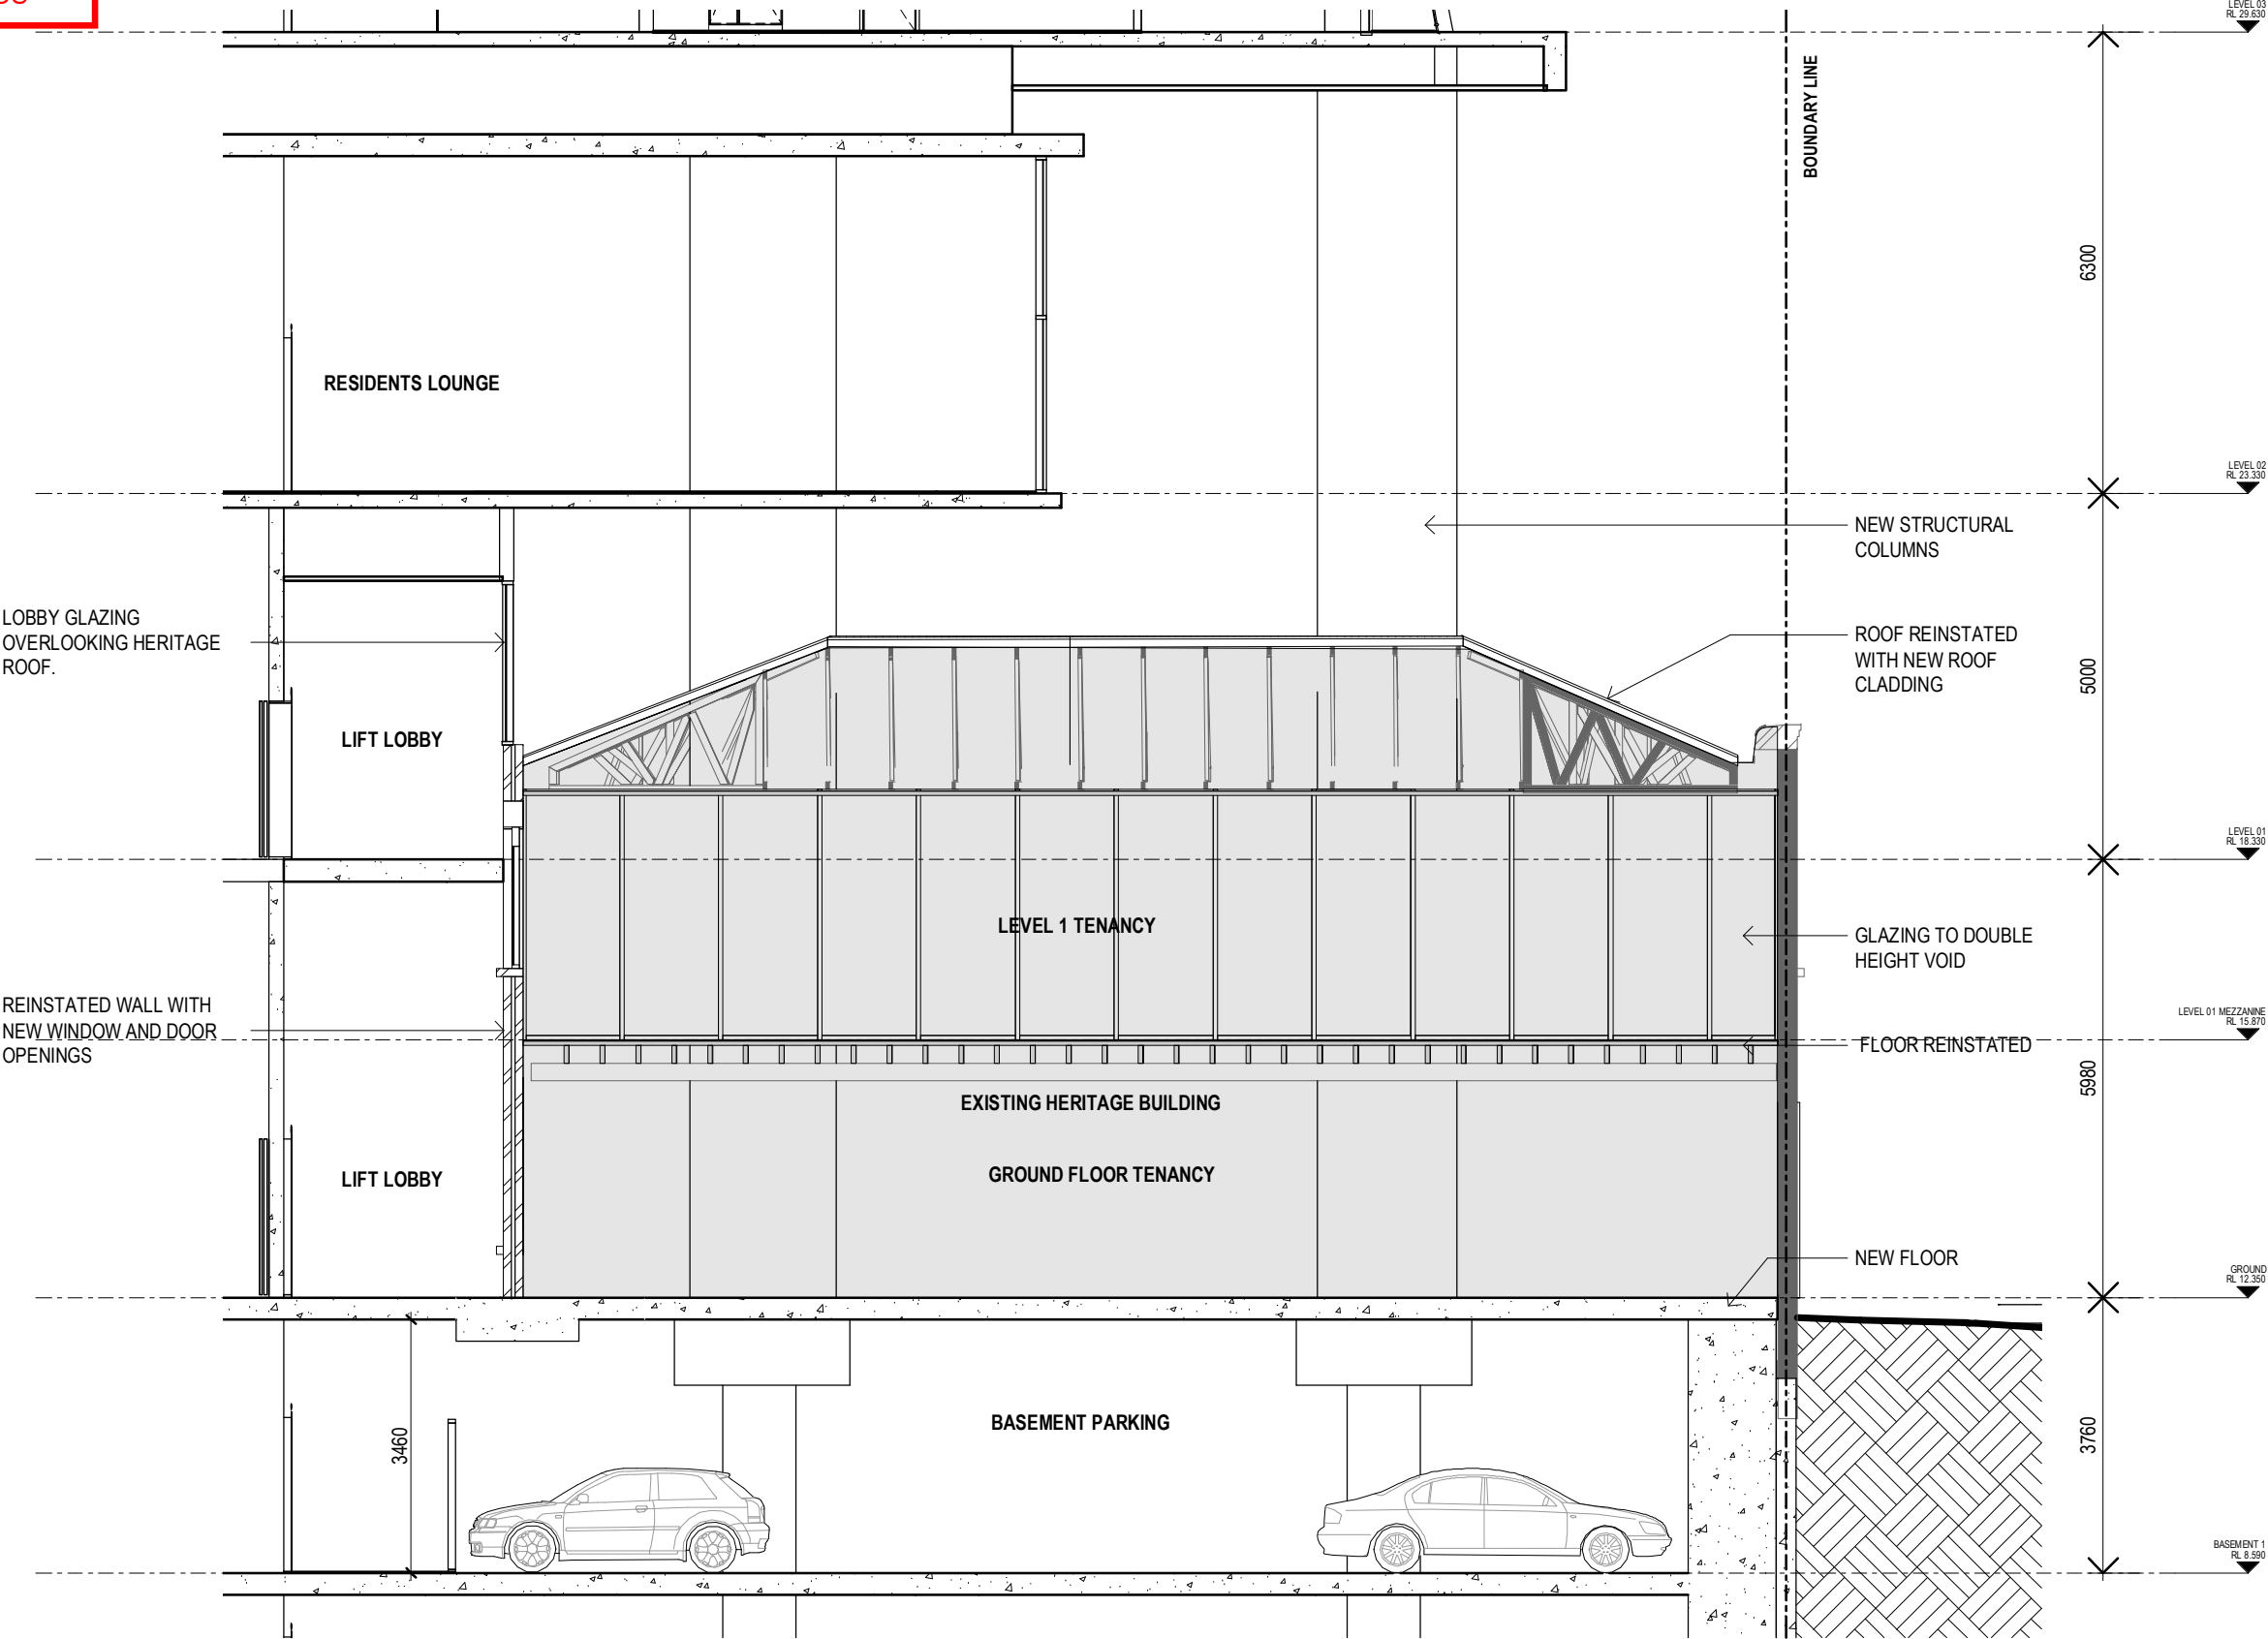 LEVEL 03
RL 29.630
BOUNDARY LINE
6300
RESIDENTS LOUNGE
LEVEL 02
RL 23.330
NEW STRUCTURAL
COLUMNS
LOBBY GLAZING
OVERLOOKING HERITAGE
ROOF.
ROOF REINSTATED
WITH NEW ROOF
CLADDING
5000
LIFT LOBBY
LEVEL 01
RL 18.330
LEVEL 1 TENANCY
GLAZING TO DOUBLE
HEIGHT VOID
REINSTATED WALL WITH
NEW WINDOW AND DOOR
OPENINGS
LEVEL 01 MEZZANINE
RL 15.870
FLOOR REINSTATED
5980
EXISTING HERITAGE BUILDING
GROUND FLOOR TENANCY
LIFT LOBBY
NEW FLOOR
GROUND
RL 12.350
3460
BASEMENT PARKING
3760
BASEMENT 1
RL 8.590